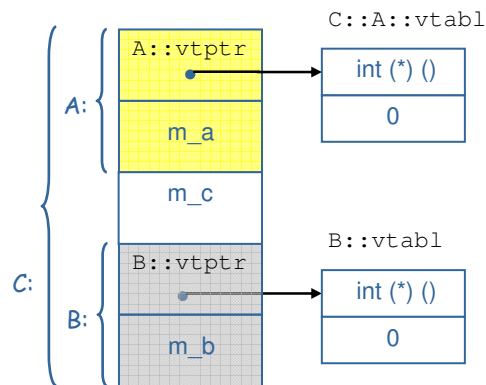 C::A::vtabl
A::vtptr
int (*) ()
A:
0
m_a
m_c
B::vtabl
B::vtptr
C:
int (*) ()
B:
0
m_b